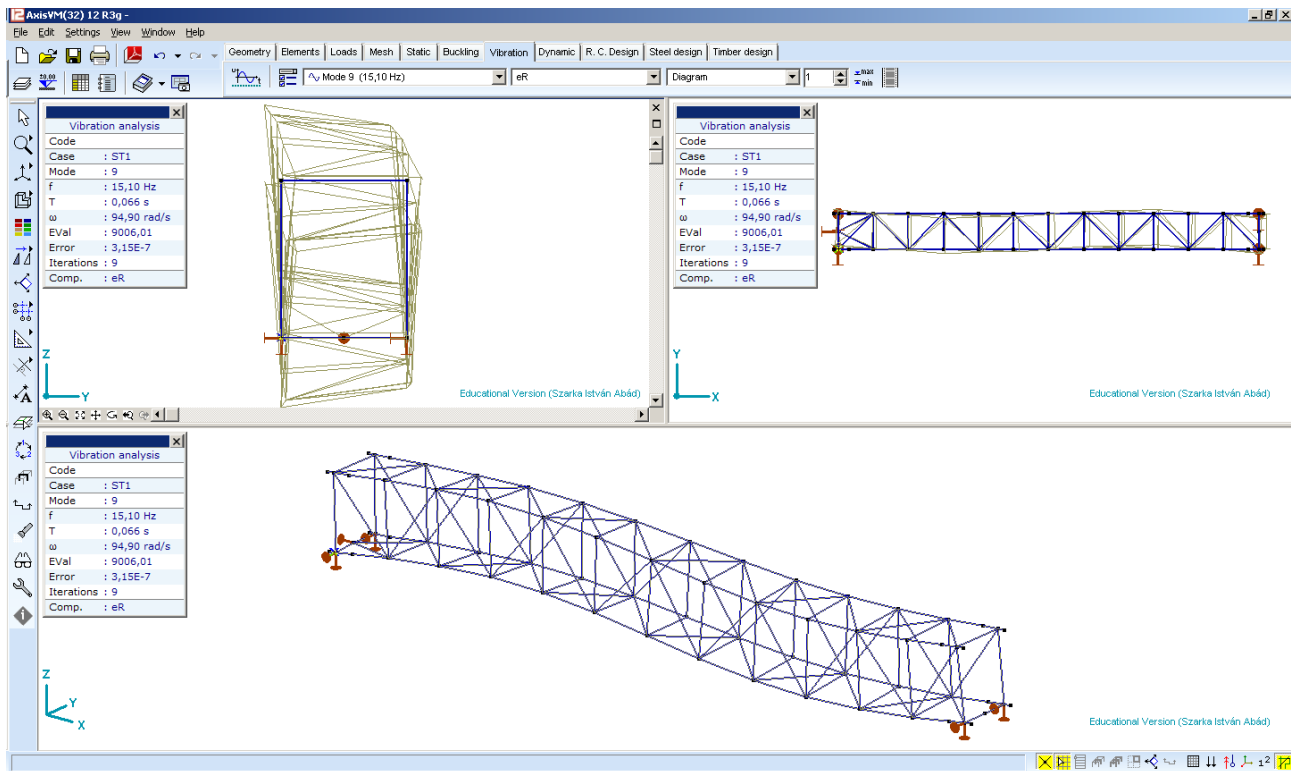 AxisVM(32) 12 R3g -
File Edit Settings View Window Help
Geometry Elements Loads Mesh Static Buckling Vibration Dynamic R. C. Design Steel design Timber design
Mode 9 (15,10 Hz) eR Diagram 1 max min
Vibration analysis
Code
Case : ST1
Mode : 9
f : 15,10 Hz
T : 0,066 s
ω : 94,90 rad/s
EVal : 9006,01
Error : 3,15E-7
Iterations : 9
Comp. : eR
Z
Y
Educational Version (Szarka István Abád)
Vibration analysis
Code
Case : ST1
Mode : 9
f : 15,10 Hz
T : 0,066 s
ω : 94,90 rad/s
EVal : 9006,01
Error : 3,15E-7
Iterations : 9
Comp. : eR
Y
X
Educational Version (Szarka István Abád)
Vibration analysis
Code
Case : ST1
Mode : 9
f : 15,10 Hz
T : 0,066 s
ω : 94,90 rad/s
EVal : 9006,01
Error : 3,15E-7
Iterations : 9
Comp. : eR
Z
Y
X
Educational Version (Szarka István Abád)